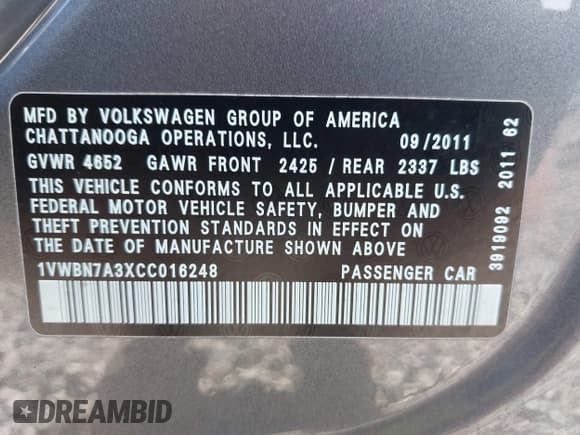 MFD BY VOLKSWAGEN GROUP OF AMERICA
CHATTANOOGA OPERATIONS, LLC. 09/2011
GVWR 4652 GAWR FRONT 2425 / REAR 2337 LBS
THIS VEHICLE CONFORMS TO ALL APPLICABLE U.S.
FEDERAL MOTOR VEHICLE SAFETY, BUMPER AND
THEFT PREVENTION STANDARDS IN EFFECT ON
THE DATE OF MANUFACTURE SHOWN ABOVE
1VWBN7A3XCC016248 PASSENGER CAR
3919092 2011 62
DREAMBID